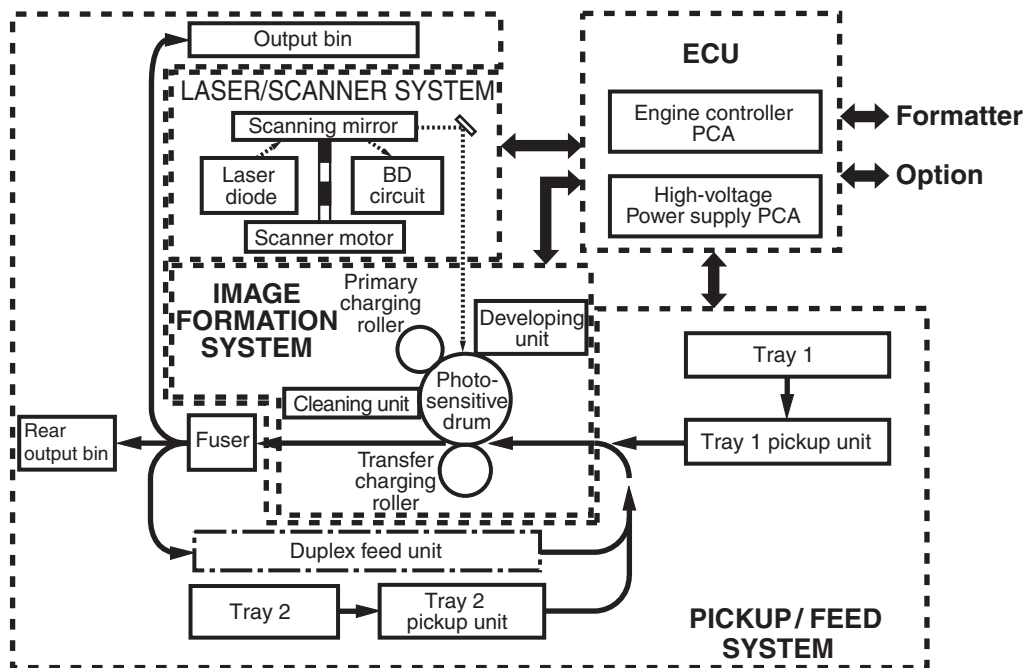 Output bin
LASER/SCANNER SYSTEM
Scanning mirror
Laser
diode
BD
circuit
Scanner motor
ECU
Engine controller
PCA
High-voltage
Power supply PCA
Formatter
Option
IMAGE
FORMATION
SYSTEM
Primary
charging
roller
Developing
unit
Cleaning unit
Photo-
sensitive
drum
Transfer
charging
roller
Tray 1
Tray 1 pickup unit
Rear
output bin
Fuser
Duplex feed unit
Tray 2
Tray 2
pickup unit
PICKUP / FEED
SYSTEM